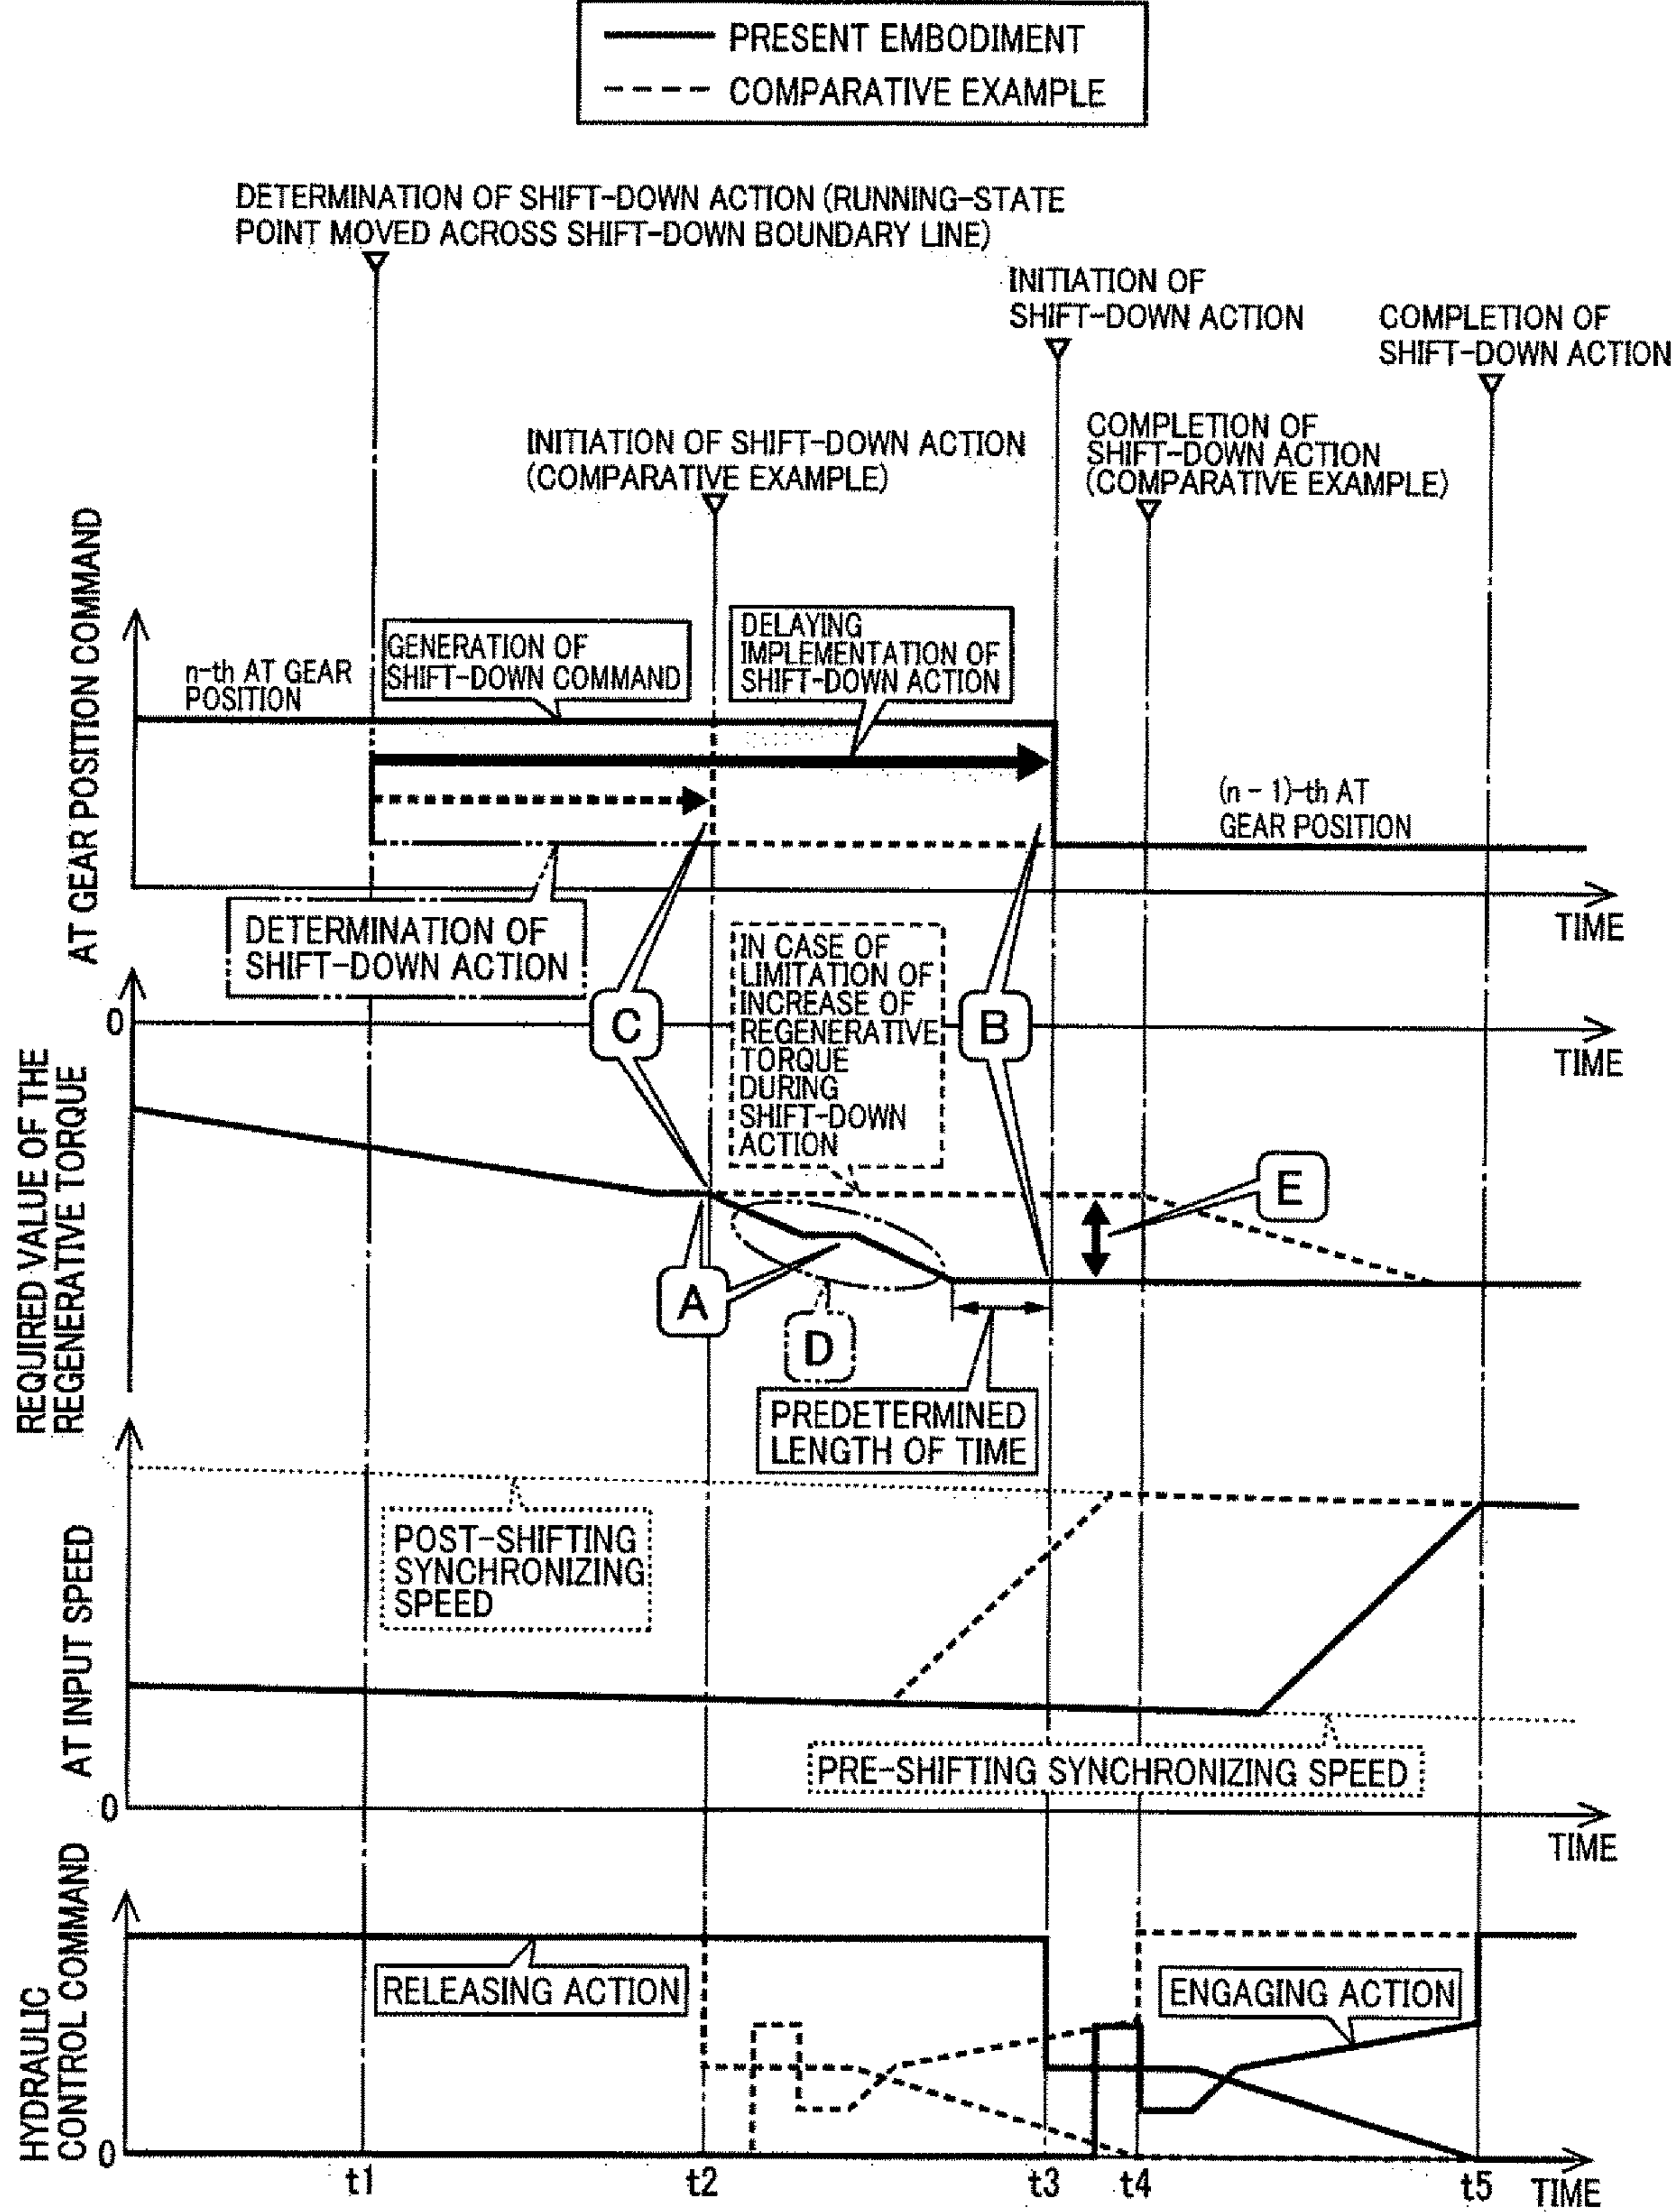 PRESENT EMBODIMENT
COMPARATIVE EXAMPLE
DETERMINATION OF SHIFT-DOWN ACTION (RUNNING-STATE
POINT MOVED ACROSS SHIFT-DOWN BOUNDARY LINE)
INITIATION OF
SHIFT-DOWN ACTION
COMPLETION OF
SHIFT-DOWN ACTION
INITIATION OF SHIFT-DOWN ACTION
(COMPARATIVE EXAMPLE)
COMPLETION OF
SHIFT-DOWN ACTION
(COMPARATIVE EXAMPLE)
AT GEAR POSITION COMMAND
n-th AT GEAR
POSITION
GENERATION OF
SHIFT-DOWN COMMAND
DELAYING
IMPLEMENTATION OF
SHIFT-DOWN ACTION
(n - 1)-th AT
GEAR POSITION
TIME
DETERMINATION OF
SHIFT-DOWN ACTION
REQUIRED VALUE OF THE
REGENERATIVE TORQUE
0
C
IN CASE OF
LIMITATION OF
INCREASE OF
REGENERATIVE
TORQUE
DURING
SHIFT-DOWN
ACTION
B
TIME
E
A
D
PREDETERMINED
LENGTH OF TIME
AT INPUT SPEED
POST-SHIFTING
SYNCHRONIZING
SPEED
PRE-SHIFTING SYNCHRONIZING SPEED
0
TIME
HYDRAULIC
CONTROL COMMAND
RELEASING ACTION
ENGAGING ACTION
0
t1
t2
t3
t4
t5
TIME